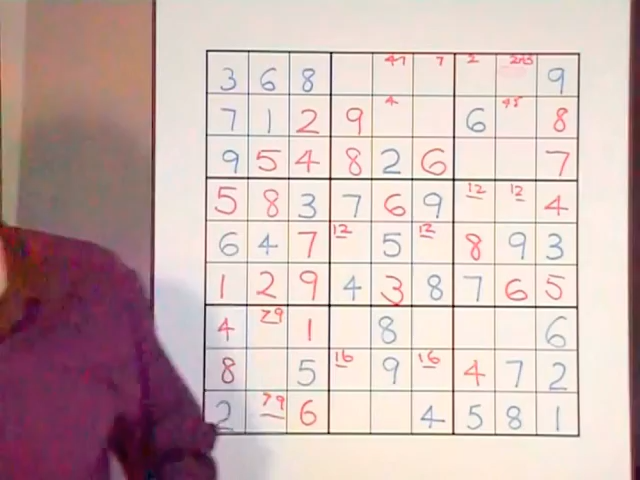 3 6 8 47 7 2 9
7 1 2 9 4 6 45 8
9 5 4 8 2 6 7
5 8 3 7 6 9 12 12 4
6 4 7 12 5 12 8 9 3
1 2 9 4 3 8 7 6 5
4 29 1 8 6
8 5 16 9 16 4 7 2
2 79 6 4 5 8 1